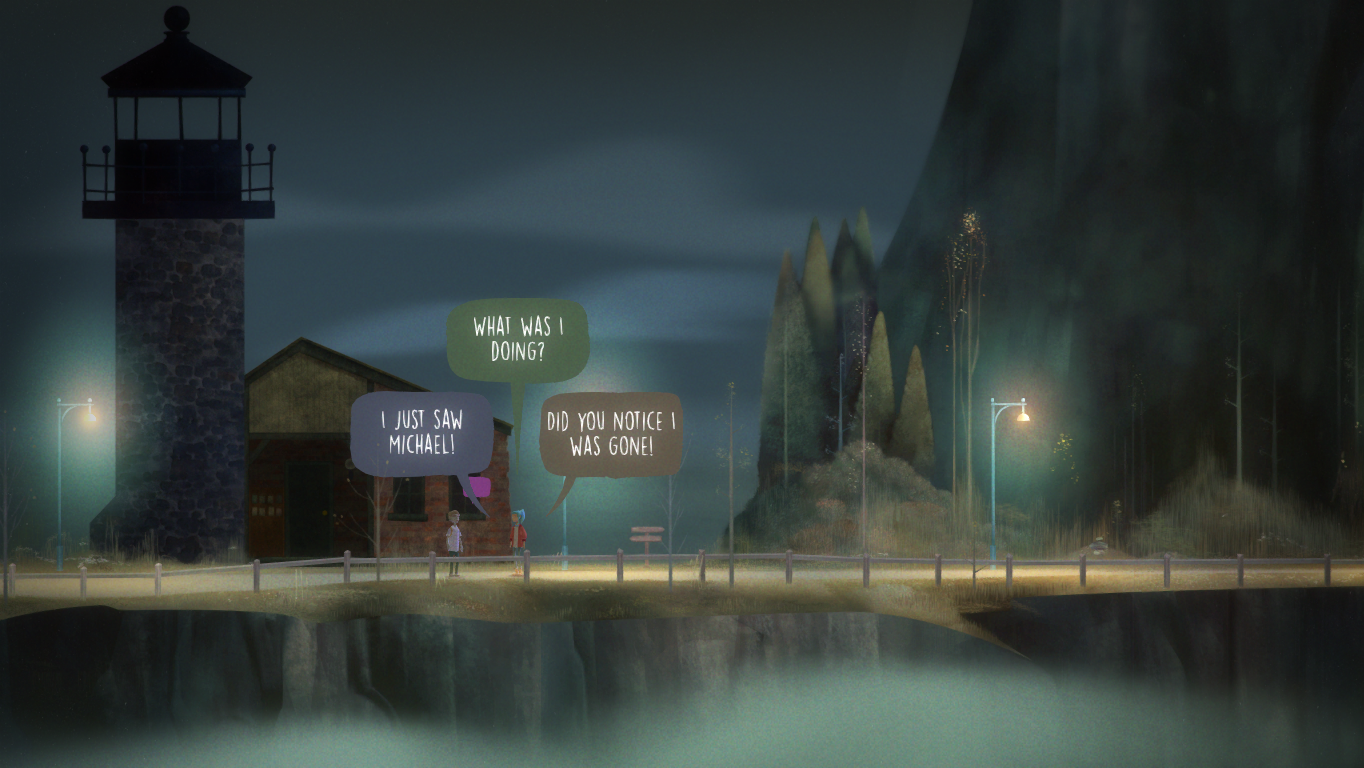 WHAT WAS I
DOING?
I JUST SAW
MICHAEL!
DID YOU NOTICE I
WAS GONE!